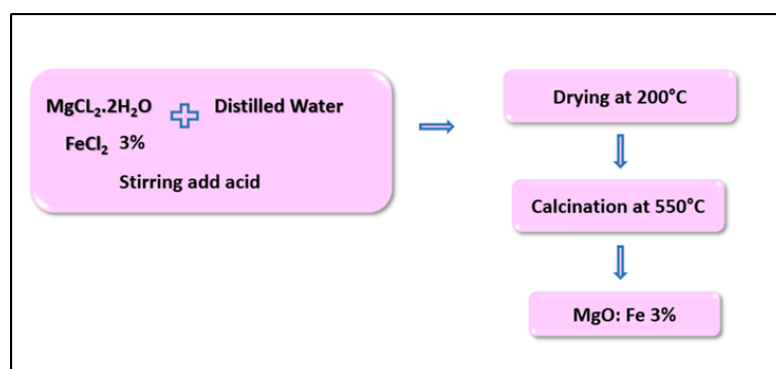 MgCL₂.2H₂O Distilled Water
FeCl₂ 3%
Stirring add acid
Drying at 200°C
Calcination at 550°C
MgO: Fe 3%